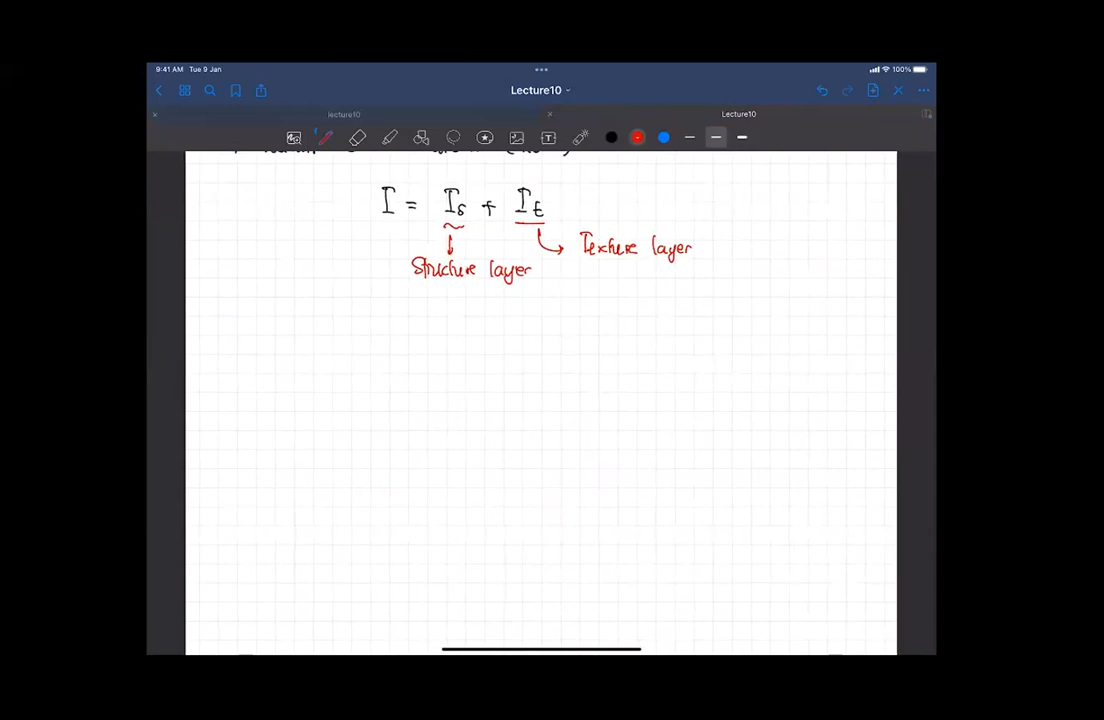 9:41 AM Tue 9 Jan
100%
Lecture10
lecture10
Lecture10
I = Is + It
Texture layer
Structure layer